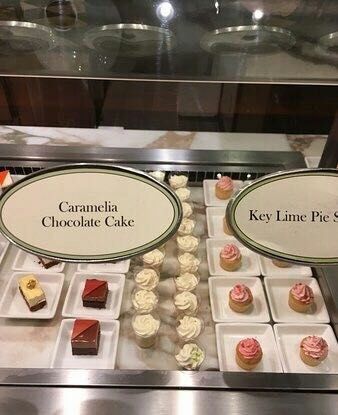 Caramelia
Chocolate Cake
Key Lime Pie S